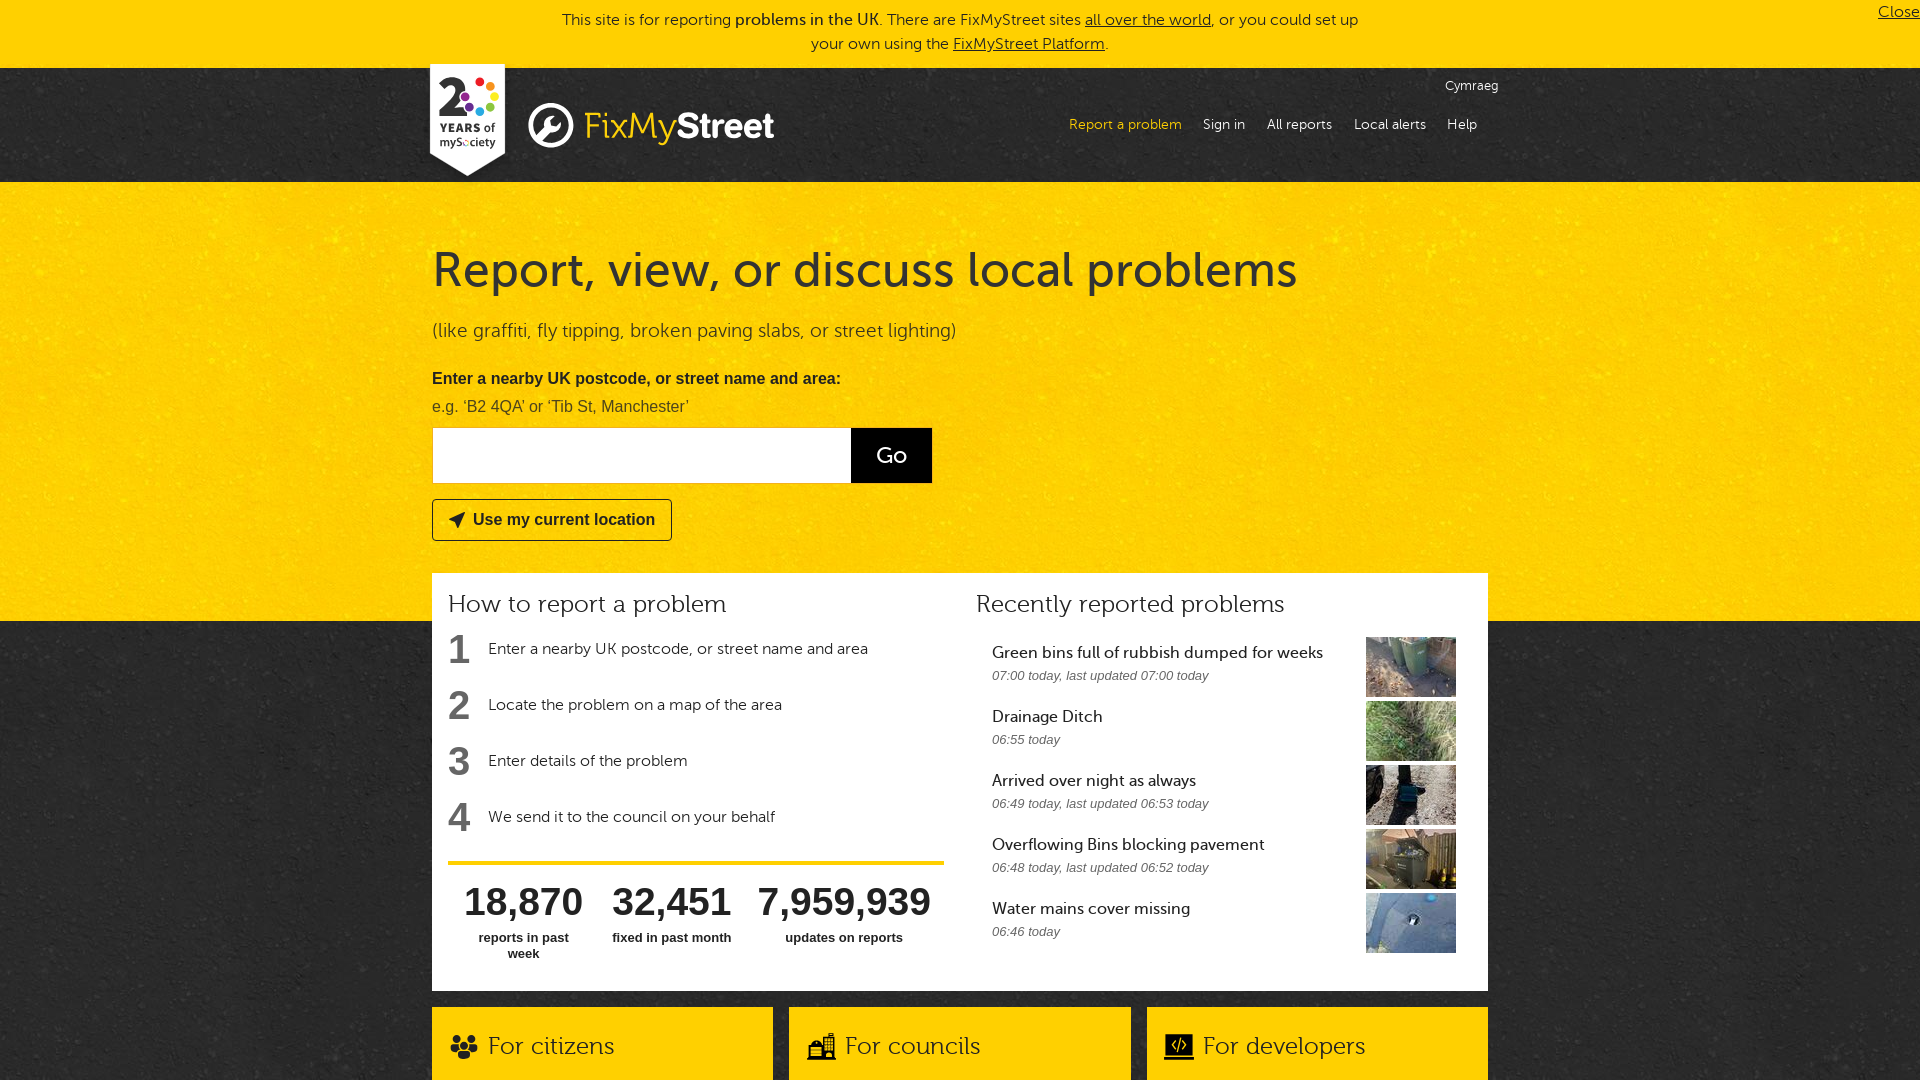 This site is for reporting problems in the UK. There are FixMyStreet sites all over the world, or you could set up
your own using the FixMyStreet Platform.
Close
20
YEARS of
mySociety
FixMyStreet
Cymraeg
Report a problem
Sign in
All reports
Local alerts
Help
Report, view, or discuss local problems
(like graffiti, fly tipping, broken paving slabs, or street lighting)
Enter a nearby UK postcode, or street name and area:
e.g. ‘B2 4QA’ or ‘Tib St, Manchester’
Go
Use my current location
How to report a problem
1 Enter a nearby UK postcode, or street name and area
2 Locate the problem on a map of the area
3 Enter details of the problem
4 We send it to the council on your behalf
18,870
reports in past
week
32,451
fixed in past month
7,959,939
updates on reports
Recently reported problems
Green bins full of rubbish dumped for weeks
07:00 today, last updated 07:00 today
Drainage Ditch
06:55 today
Arrived over night as always
06:49 today, last updated 06:53 today
Overflowing Bins blocking pavement
06:48 today, last updated 06:52 today
Water mains cover missing
06:46 today
For citizens
For councils
For developers